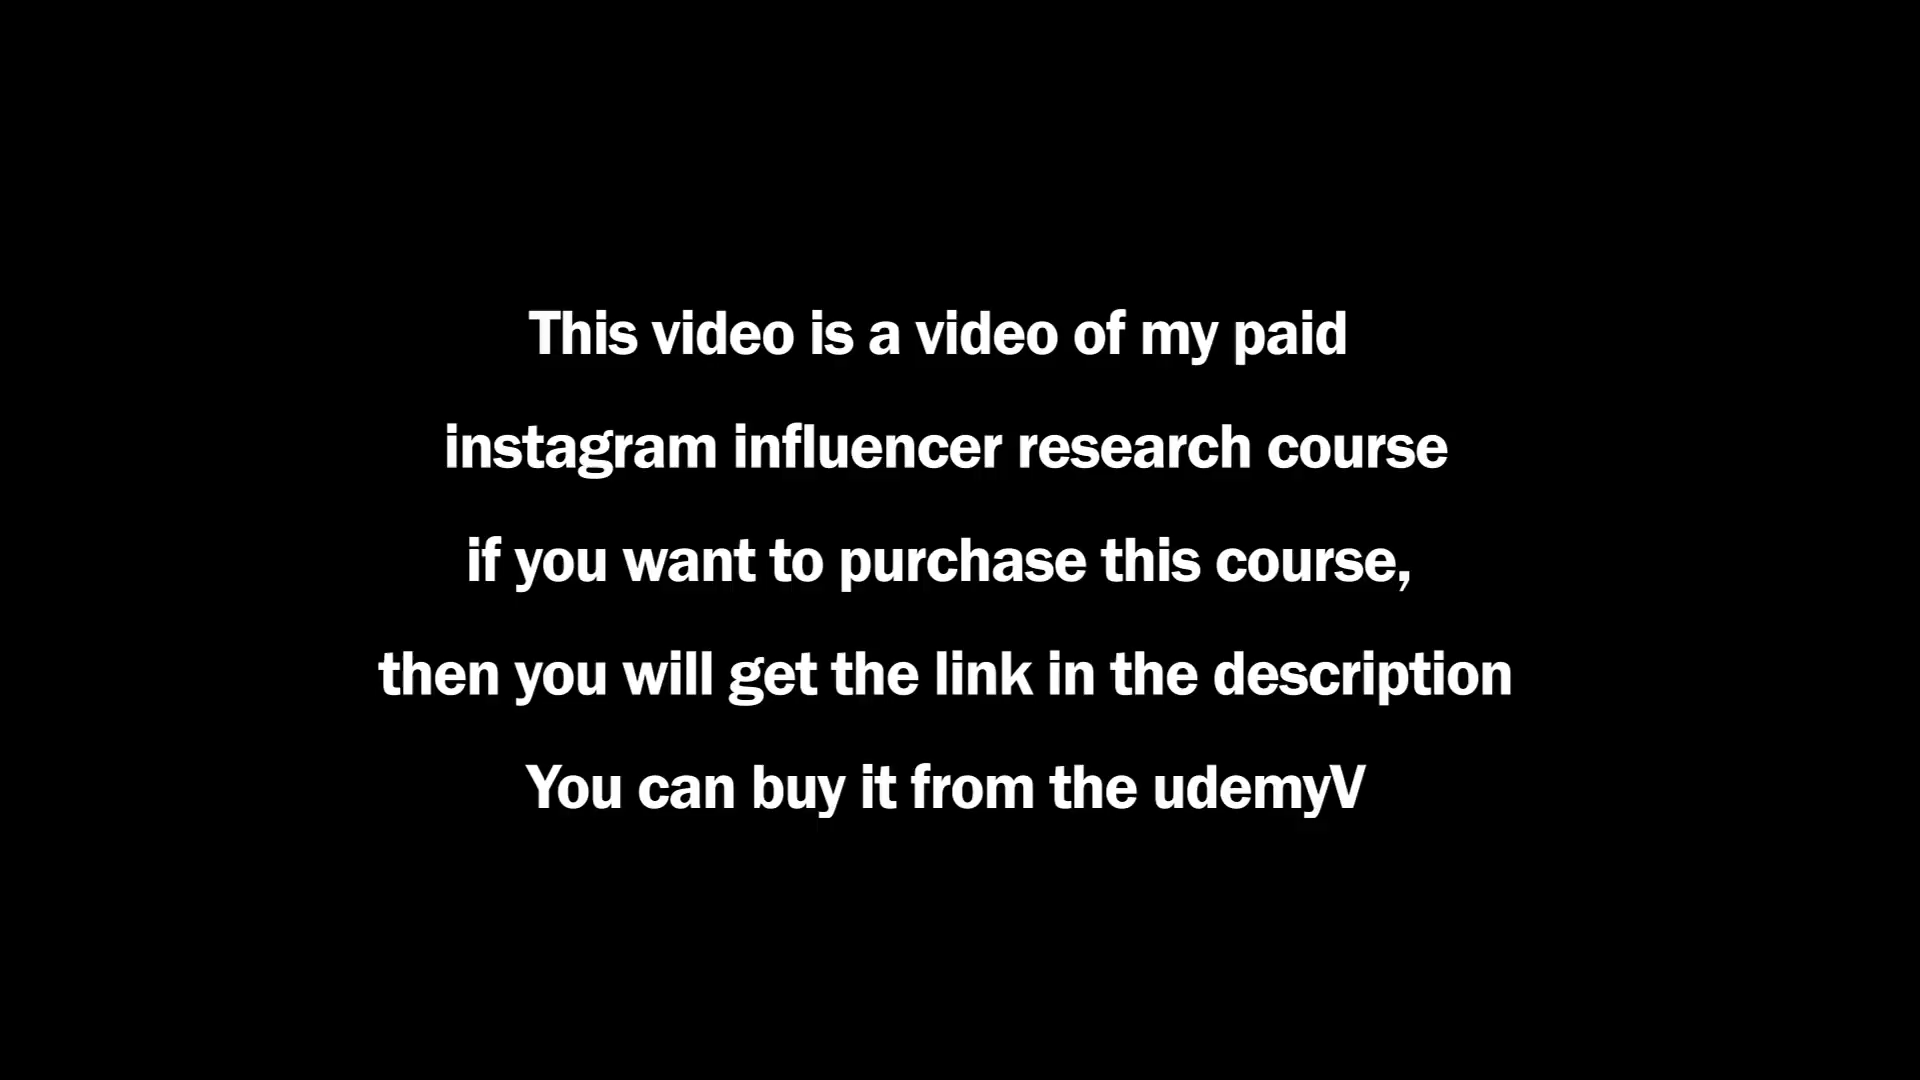 This video is a video of my paid
instagram influencer research course
if you want to purchase this course,
then you will get the link in the description
You can buy it from the udemyV